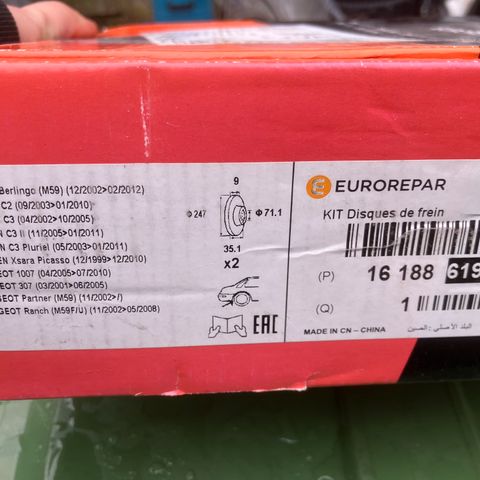 Berlingo (M59) (12/2002>02/2012)
C2 (09/2003>01/2010)
C3 (04/2002>10/2005)
N C3 II (11/2005>01/2011)
N C3 Pluriel (05/2003>01/2011)
EN Xsara Picasso (12/1999>12/2010)
EOT 1007 (04/2005>07/2010)
EOT 307 (03/2001>06/2005)
GEOT Partner (M59) (11/2002>/)
GEOT Ranch (M59F/U) (11/2002>05/2008)
9
Φ 247
Φ 71.1
35.1
x2
EAC
EUROREPAR
KIT Disques de frein
(P) 16 188 619
(Q) 1
MADE IN CN – CHINA
البلد الأصلي : الصين